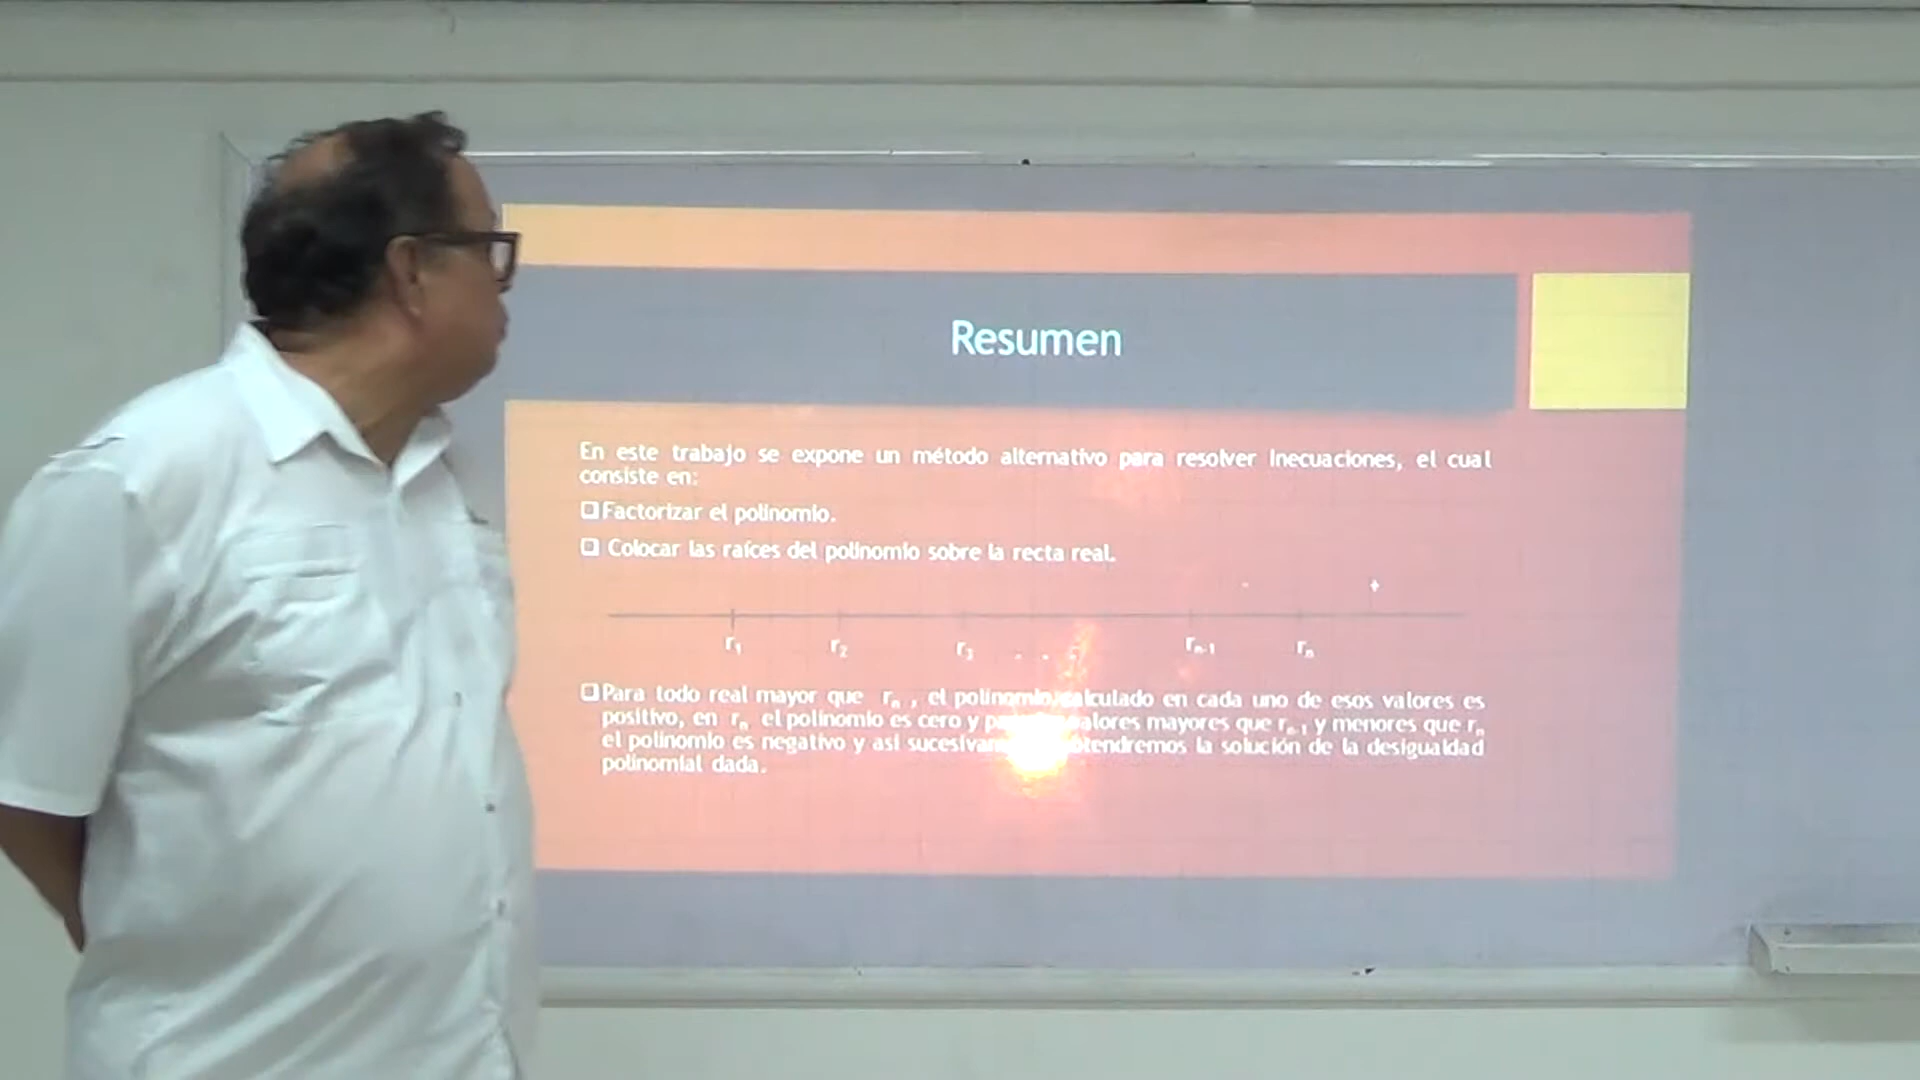 Resumen
En este trabajo se expone un método alternativo para resolver Inecuaciones, el cual
consiste en:
❑Factorizar el polinomio.
❑ Colocar las raíces del polinomio sobre la recta real.
- +
r₁ r₂ r₃ . . . rₙ₋₁ rₙ
❑Para todo real mayor que rₙ , el polinomio calculado en cada uno de esos valores es
positivo, en rₙ el polinomio es cero y valores mayores que rₙ₋₁ y menores que rₙ
el polinomio es negativo y asi la solución de la desigualdad
polinomial dada.